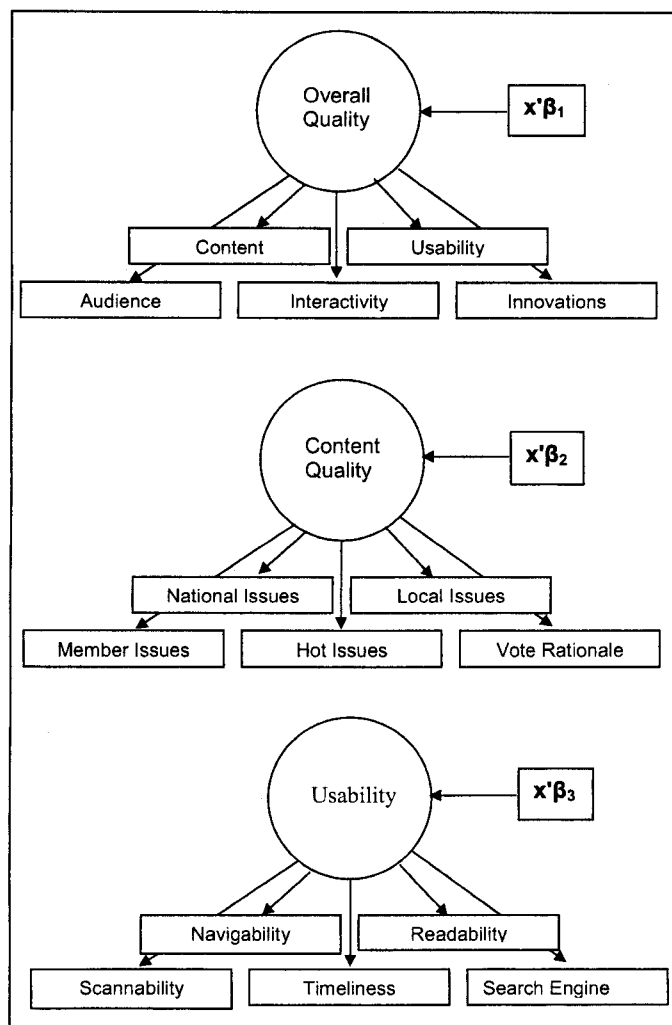 Overall
Quality
x'β₁
Content
Usability
Audience
Interactivity
Innovations
Content
Quality
x'β₂
National Issues
Local Issues
Member Issues
Hot Issues
Vote Rationale
Usability
x'β₃
Navigability
Readability
Scannability
Timeliness
Search Engine